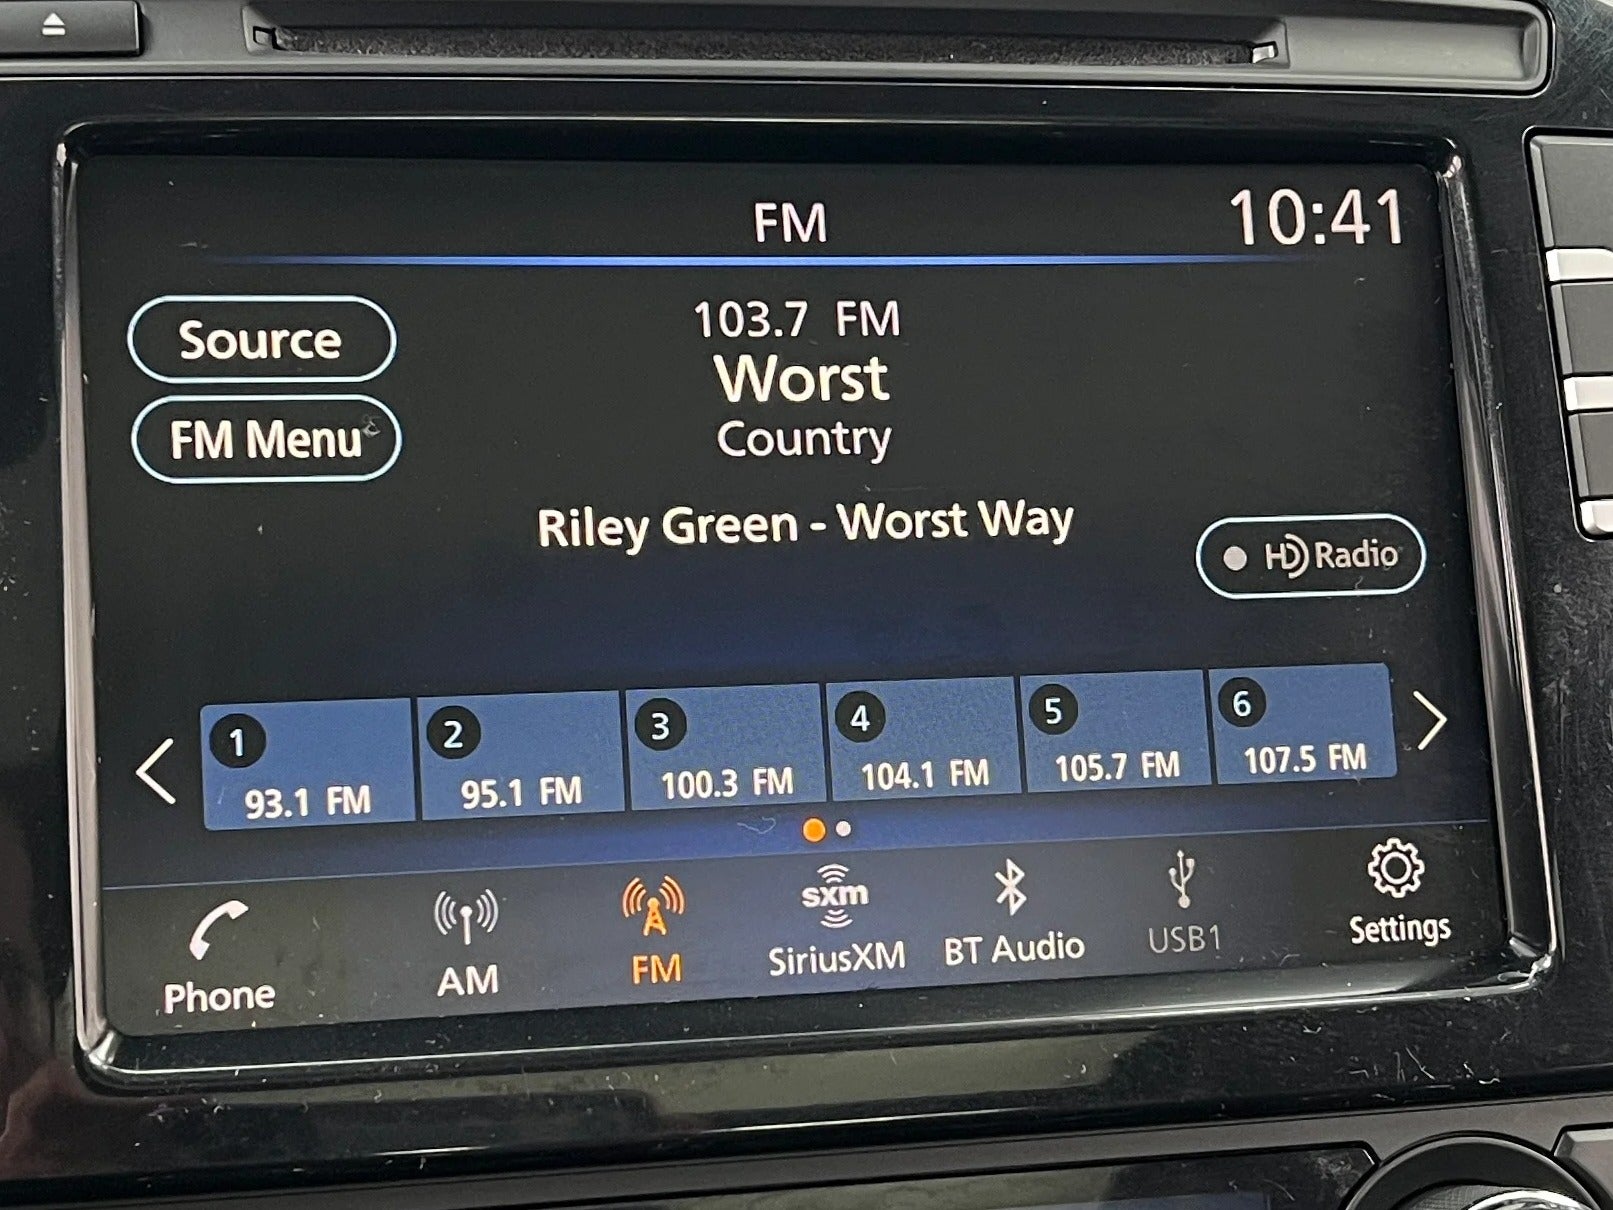 FM
10:41
Source
103.7 FM
Worst
FM Menu
Country
Riley Green - Worst Way
HD Radio
1
2
3
4
5
6
93.1 FM
95.1 FM
100.3 FM
104.1 FM
105.7 FM
107.5 FM
sxm
Phone
AM
FM
SiriusXM
BT Audio
USB1
Settings